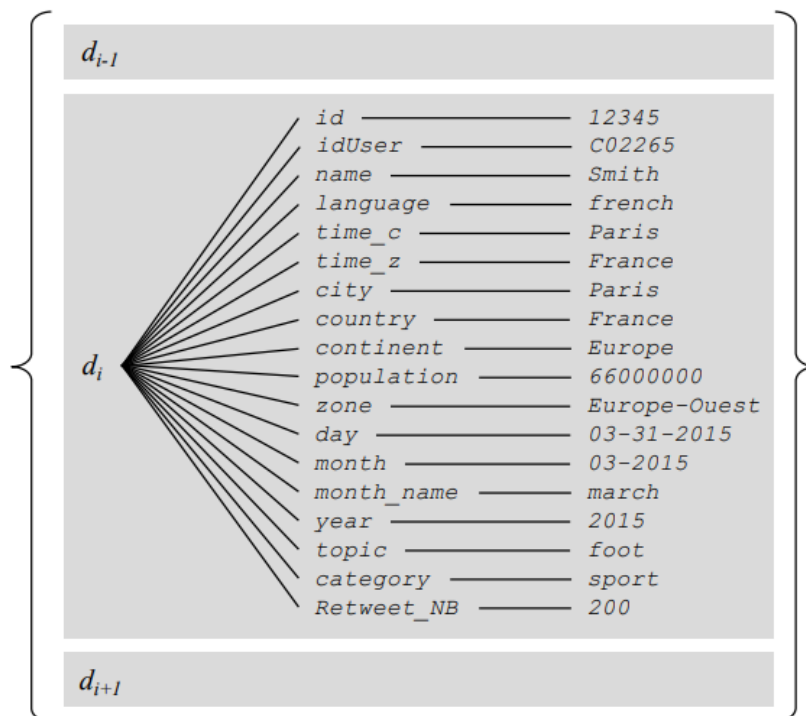 d_{i-1}
id 12345
idUser C02265
name Smith
language french
time_c Paris
time_z France
city Paris
country France
continent Europe
d_i
population 66000000
zone Europe-Ouest
day 03-31-2015
month 03-2015
month_name march
year 2015
topic foot
category sport
Retweet_NB 200
d_{i+1}